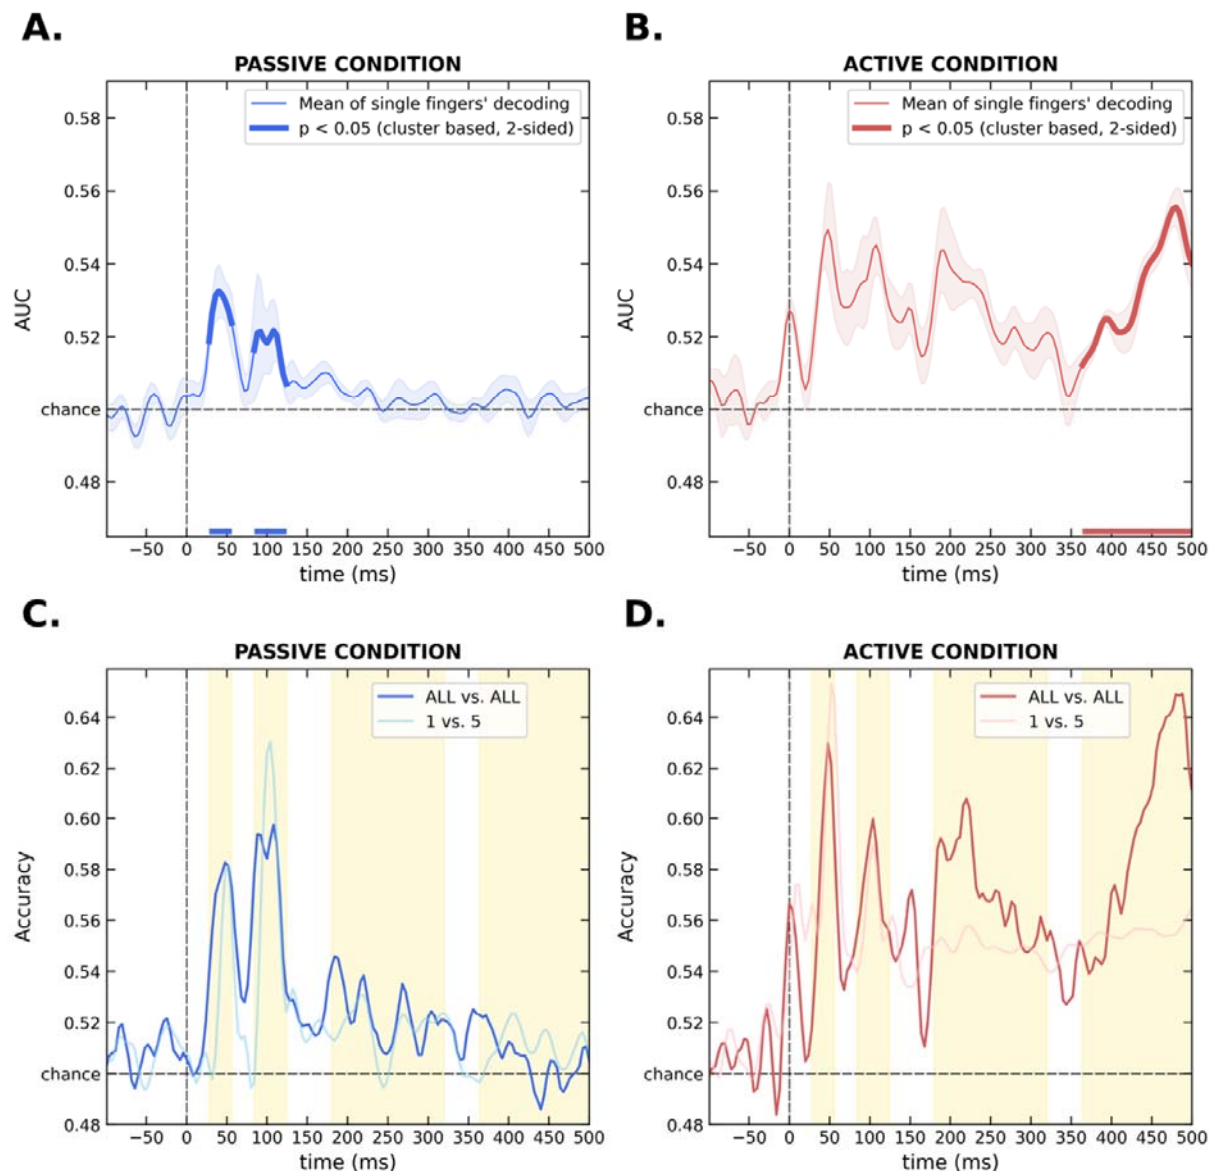 A.
PASSIVE CONDITION
Mean of single fingers' decoding
p < 0.05 (cluster based, 2-sided)
AUC
0.58
0.56
0.54
0.52
chance
0.48
−50 0 50 100 150 200 250 300 350 400 450 500
time (ms)
B.
ACTIVE CONDITION
Mean of single fingers' decoding
p < 0.05 (cluster based, 2-sided)
AUC
0.58
0.56
0.54
0.52
chance
0.48
−50 0 50 100 150 200 250 300 350 400 450 500
time (ms)
C.
PASSIVE CONDITION
ALL vs. ALL
1 vs. 5
Accuracy
0.64
0.62
0.60
0.58
0.56
0.54
0.52
chance
0.48
−50 0 50 100 150 200 250 300 350 400 450 500
time (ms)
D.
ACTIVE CONDITION
ALL vs. ALL
1 vs. 5
Accuracy
0.64
0.62
0.60
0.58
0.56
0.54
0.52
chance
0.48
−50 0 50 100 150 200 250 300 350 400 450 500
time (ms)